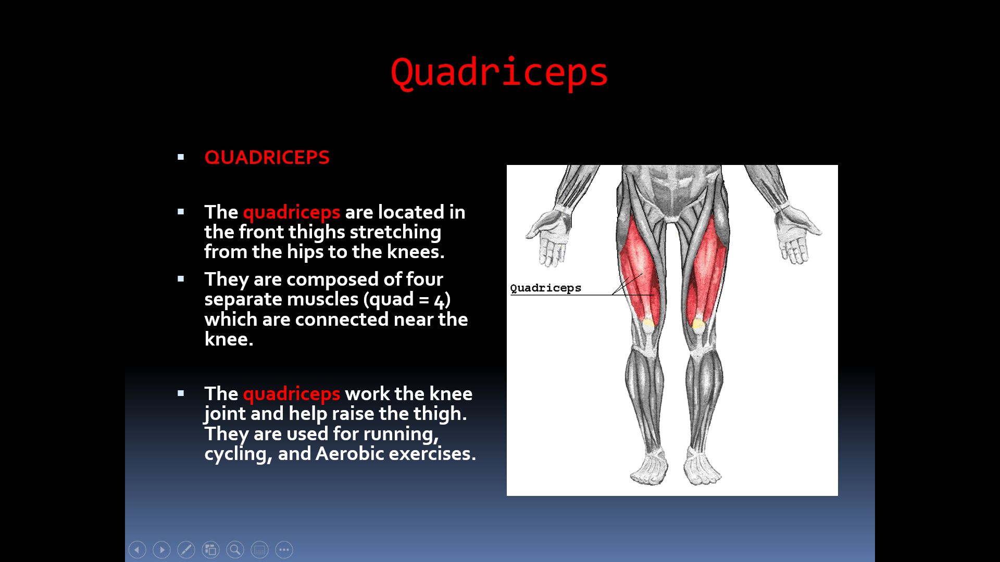 Quadriceps
QUADRICEPS
The quadriceps are located in
the front thighs stretching
from the hips to the knees.
They are composed of four
separate muscles (quad = 4)
which are connected near the
knee.
The quadriceps work the knee
joint and help raise the thigh.
They are used for running,
cycling, and Aerobic exercises.
Quadriceps